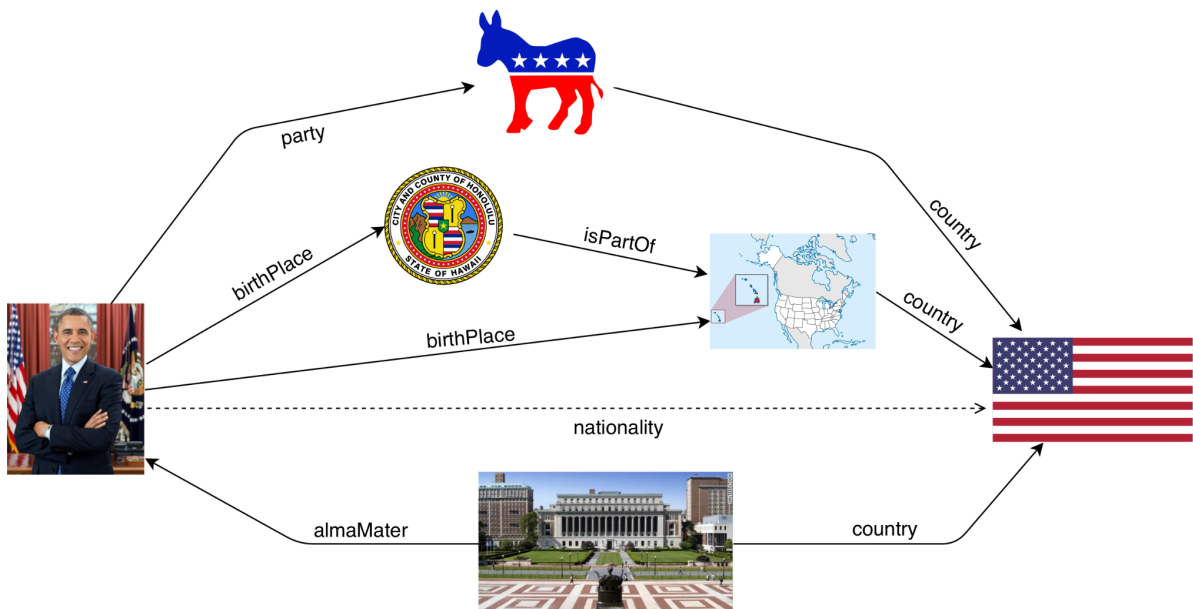 party
country
CITY AND COUNTY OF HONOLULU
STATE OF HAWAII
birthPlace
isPartOf
country
birthPlace
nationality
almaMater
country